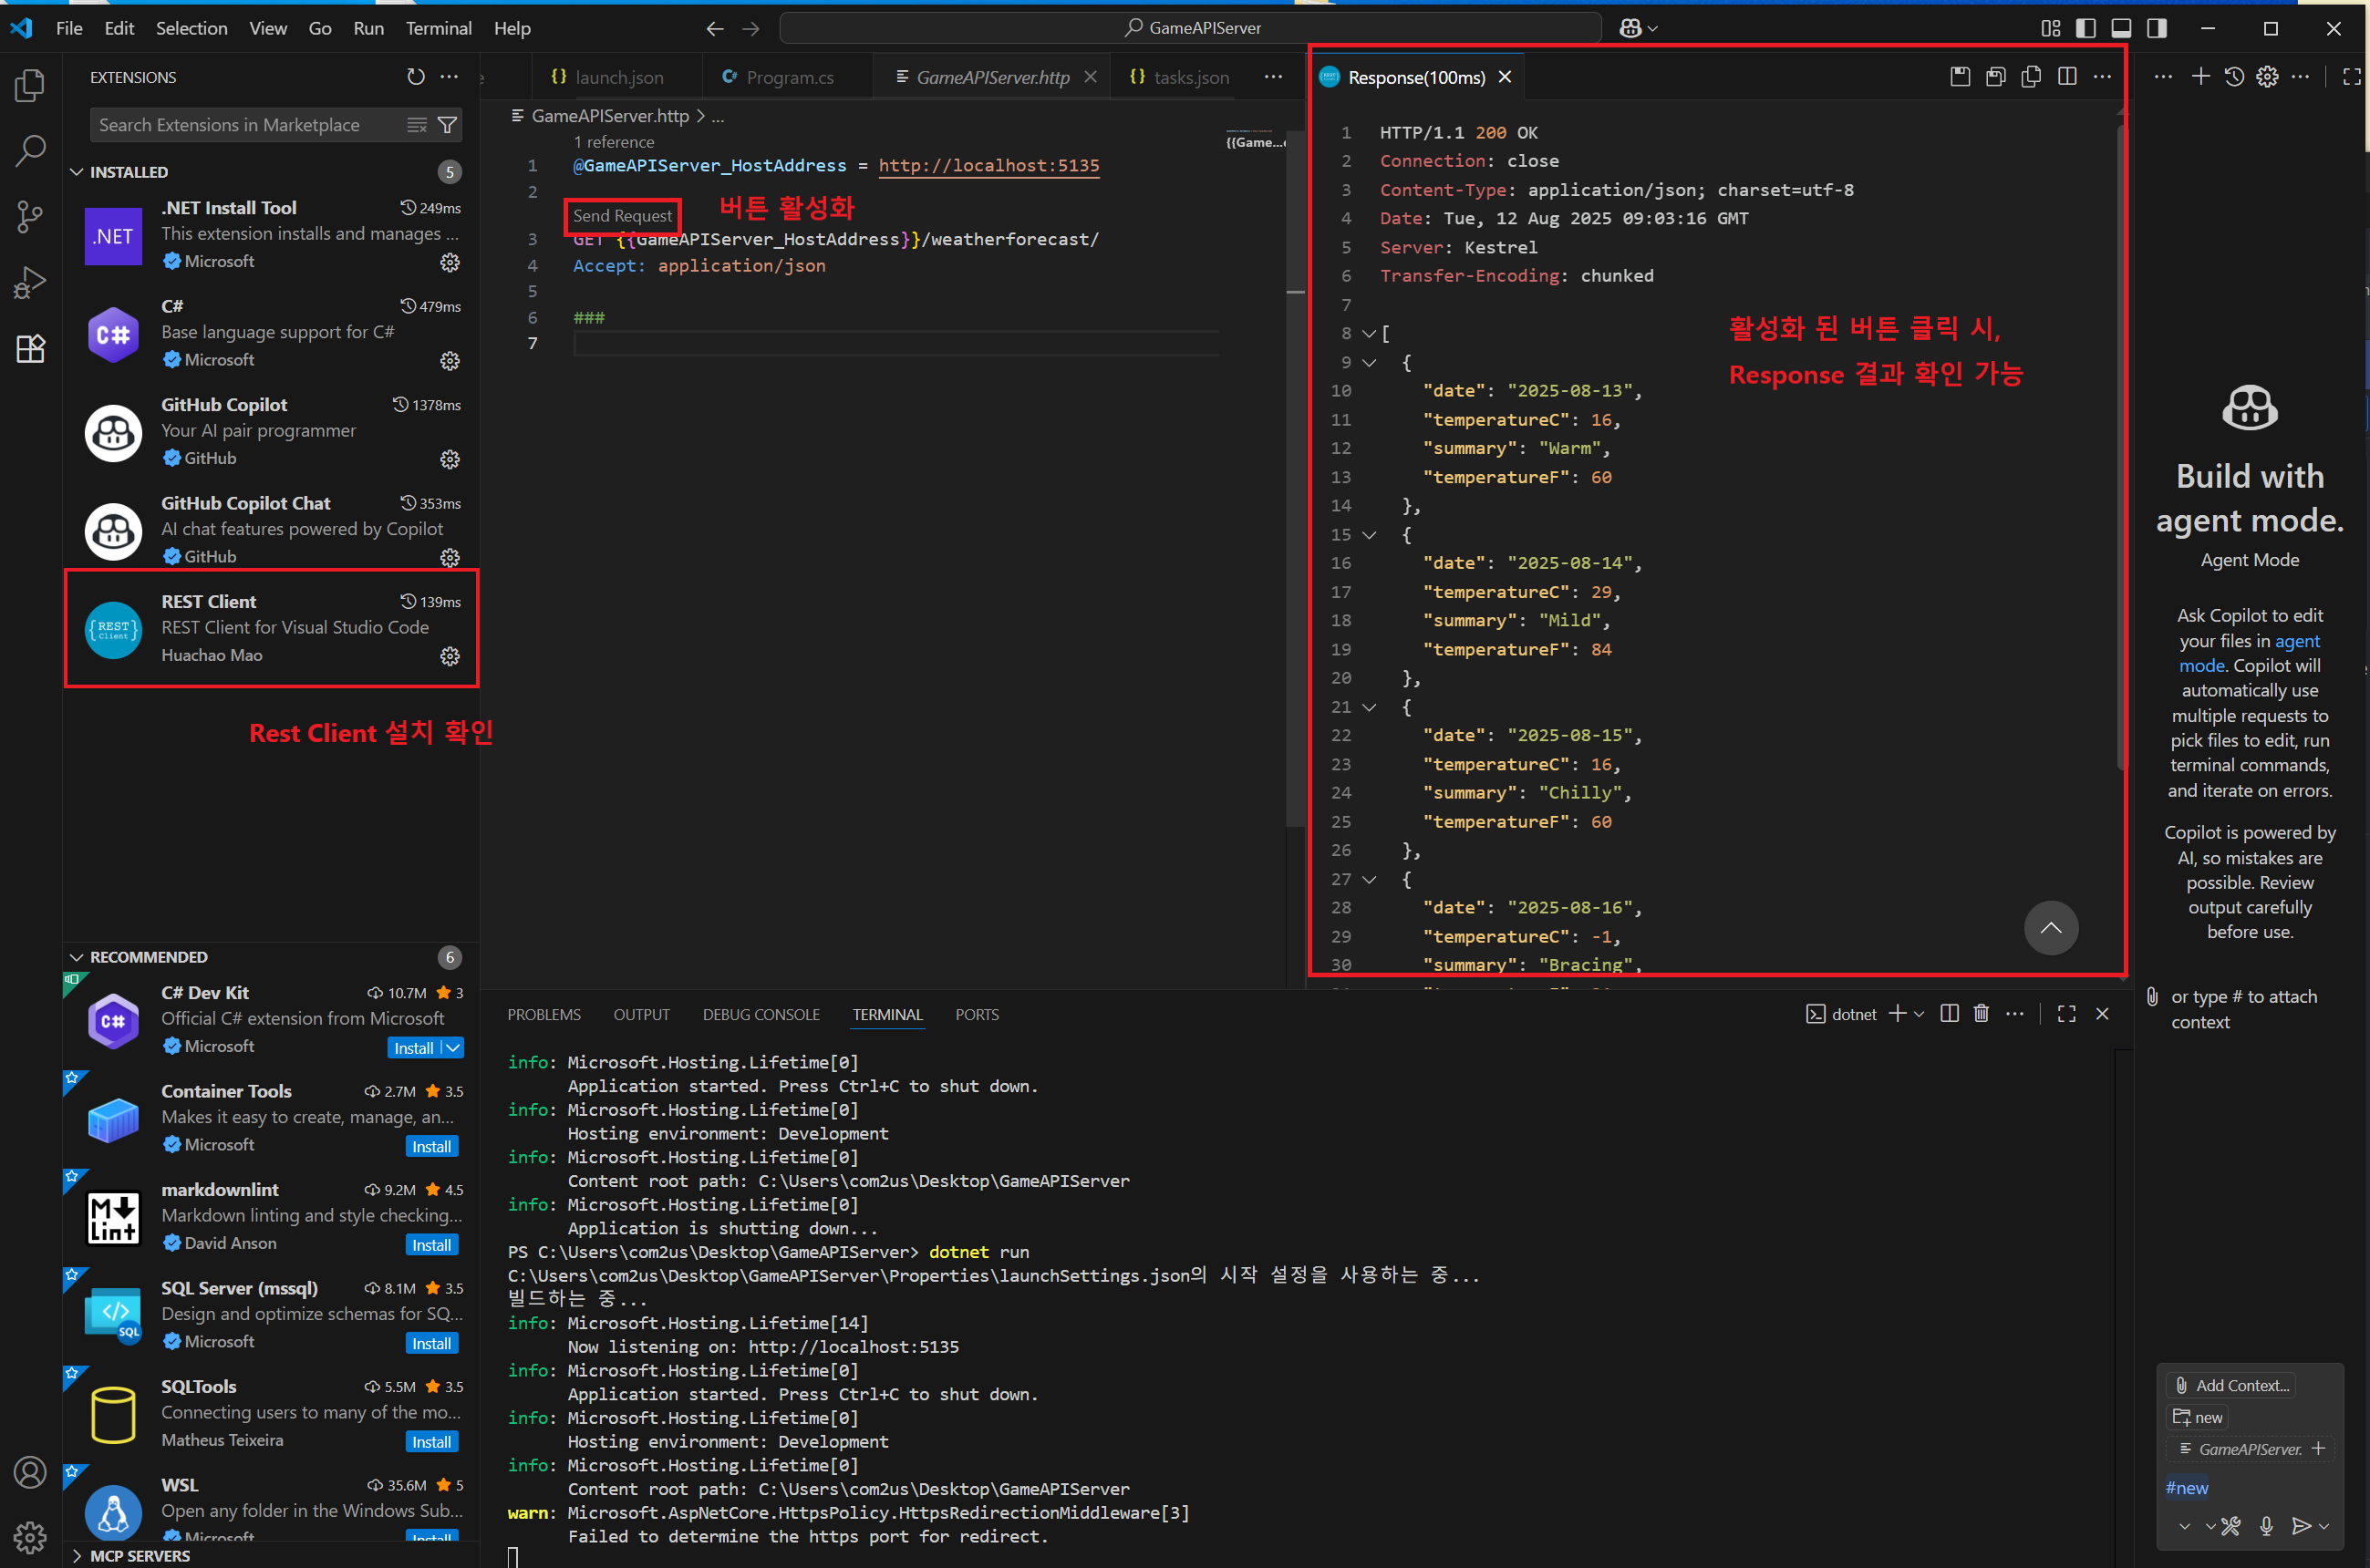 File Edit Selection View Go Run Terminal Help
GameAPIServer
EXTENSIONS
Search Extensions in Marketplace
INSTALLED 5
.NET
.NET Install Tool 249ms
This extension installs and manages ...
Microsoft
C#
C# 479ms
Base language support for C#
Microsoft
GitHub Copilot 1378ms
Your AI pair programmer
GitHub
GitHub Copilot Chat 353ms
AI chat features powered by Copilot
GitHub
{REST}
Client
REST Client 139ms
REST Client for Visual Studio Code
Huachao Mao
Rest Client 설치 확인
RECOMMENDED 6
C#
C# Dev Kit 10.7M 3
Official C# extension from Microsoft
Microsoft Install
Container Tools 2.7M 3.5
Makes it easy to create, manage, an...
Microsoft Install
M
Lint
markdownlint 9.2M 4.5
Markdown linting and style checking...
David Anson Install
SQL
SQL Server (mssql) 8.1M 3.5
Design and optimize schemas for SQ...
Microsoft Install
SQLTools 5.5M 3.5
Connecting users to many of the mo...
Matheus Teixeira Install
WSL 35.6M 5
Open any folder in the Windows Sub...
Microsoft Install
MCP SERVERS
launch.json Program.cs GameAPIServer.http tasks.json
GameAPIServer.http > ...
1 reference
1 @GameAPIServer_HostAddress = http://localhost:5135
2
Send Request
버튼 활성화
3 GET {{GameAPIServer_HostAddress}}/weatherforecast/
4 Accept: application/json
5
6 ###
7
{{Game...
Response(100ms)
1 HTTP/1.1 200 OK
2 Connection: close
3 Content-Type: application/json; charset=utf-8
4 Date: Tue, 12 Aug 2025 09:03:16 GMT
5 Server: Kestrel
6 Transfer-Encoding: chunked
7
8 [
9 {
10 "date": "2025-08-13",
11 "temperatureC": 16,
12 "summary": "Warm",
13 "temperatureF": 60
14 },
15 {
16 "date": "2025-08-14",
17 "temperatureC": 29,
18 "summary": "Mild",
19 "temperatureF": 84
20 },
21 {
22 "date": "2025-08-15",
23 "temperatureC": 16,
24 "summary": "Chilly",
25 "temperatureF": 60
26 },
27 {
28 "date": "2025-08-16",
29 "temperatureC": -1,
30 "summary": "Bracing",
활성화 된 버튼 클릭 시,
Response 결과 확인 가능
PROBLEMS OUTPUT DEBUG CONSOLE TERMINAL PORTS
dotnet
info: Microsoft.Hosting.Lifetime[0]
Application started. Press Ctrl+C to shut down.
info: Microsoft.Hosting.Lifetime[0]
Hosting environment: Development
info: Microsoft.Hosting.Lifetime[0]
Content root path: C:\Users\com2us\Desktop\GameAPIServer
info: Microsoft.Hosting.Lifetime[0]
Application is shutting down...
PS C:\Users\com2us\Desktop\GameAPIServer> dotnet run
C:\Users\com2us\Desktop\GameAPIServer\Properties\launchSettings.json의 시작 설정을 사용하는 중...
빌드하는 중...
info: Microsoft.Hosting.Lifetime[14]
Now listening on: http://localhost:5135
info: Microsoft.Hosting.Lifetime[0]
Application started. Press Ctrl+C to shut down.
info: Microsoft.Hosting.Lifetime[0]
Hosting environment: Development
info: Microsoft.Hosting.Lifetime[0]
Content root path: C:\Users\com2us\Desktop\GameAPIServer
warn: Microsoft.AspNetCore.HttpsPolicy.HttpsRedirectionMiddleware[3]
Failed to determine the https port for redirect.
Build with
agent mode.
Agent Mode
Ask Copilot to edit
your files in agent
mode. Copilot will
automatically use
multiple requests to
pick files to edit, run
terminal commands,
and iterate on errors.
Copilot is powered by
AI, so mistakes are
possible. Review
output carefully
before use.
or type # to attach
context
Add Context...
new
GameAPIServer. +
#new